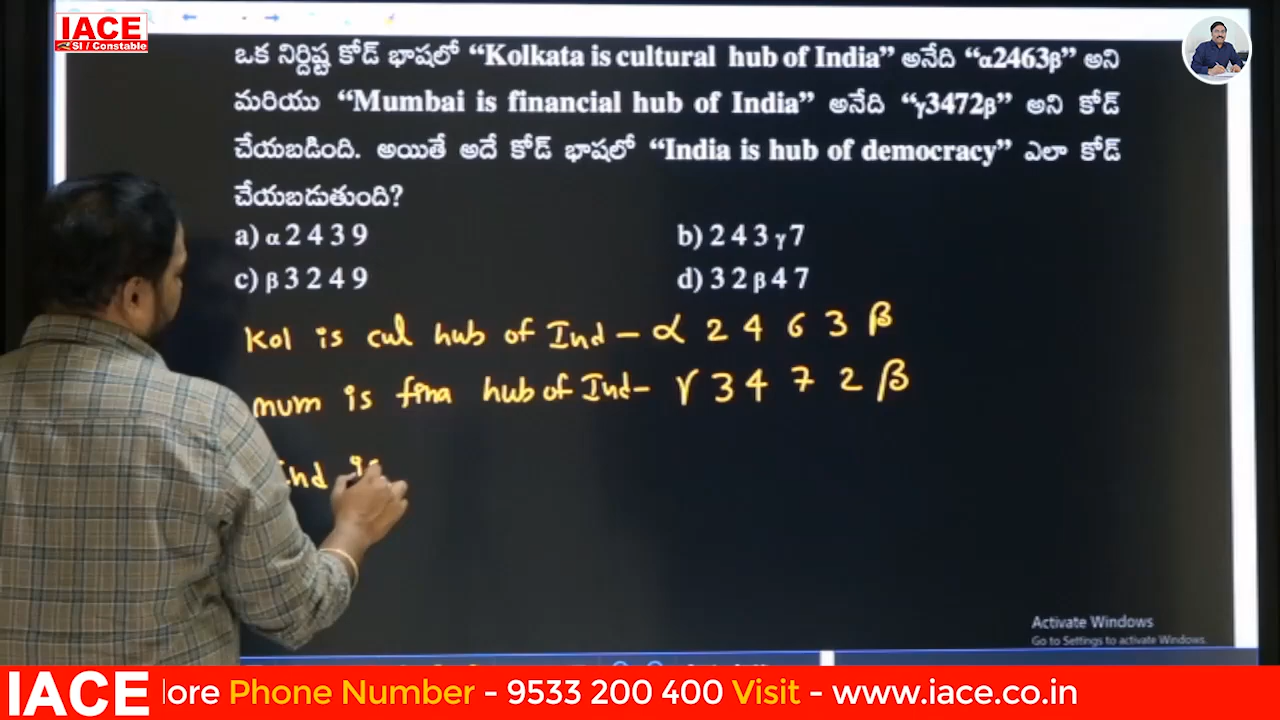 IACE
SI / Constable
ఒక నిర్దిష్ట కోడ్ భాషలో “Kolkata is cultural hub of India” అనేది “α2463β” అని
మరియు “Mumbai is financial hub of India” అనేది “γ3472β” అని కోడ్
చేయబడింది. అయితే అదే కోడ్ భాషలో “India is hub of democracy” ఎలా కోడ్
చేయబడుతుంది?
a) α 2 4 3 9
b) 2 4 3 γ 7
c) β 3 2 4 9
d) 3 2 β 4 7
Kol is cul hub of Ind – α 2 4 6 3 β
mum is fina hub of Ind – γ 3 4 7 2 β
Ind is
Activate Windows
Go to Settings to activate Windows.
IACE lore Phone Number - 9533 200 400 Visit - www.iace.co.in